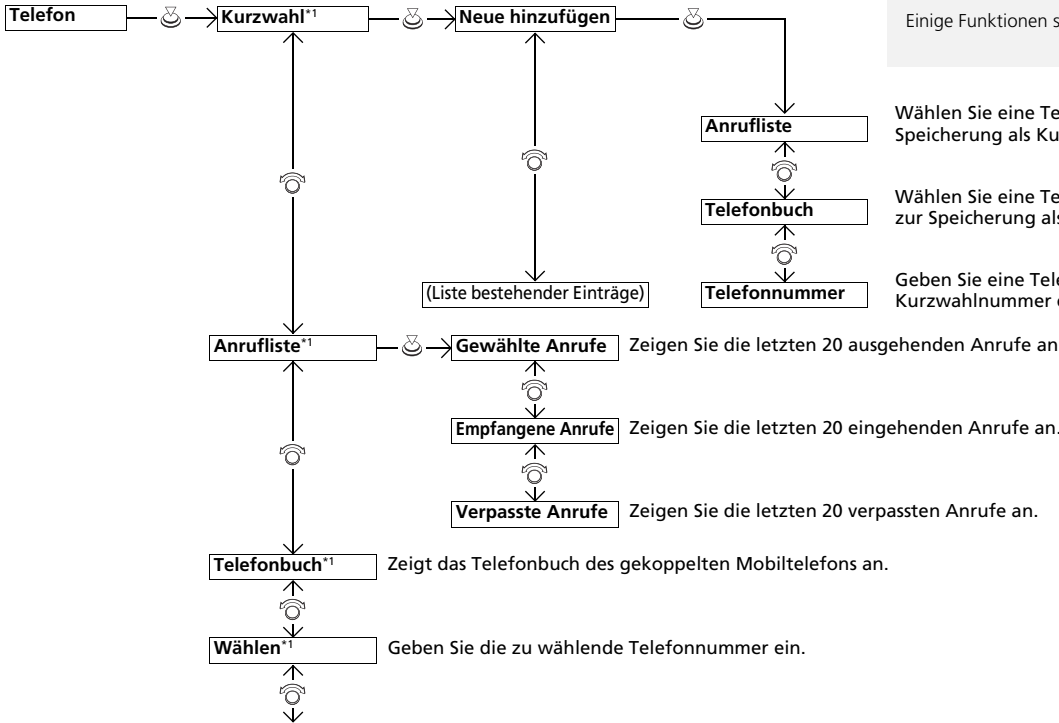 Telefon
Kurzwahl*1
Neue hinzufügen
Einige Funktionen s
Anrufliste
Wählen Sie eine Te
Speicherung als Ku
Telefonbuch
Wählen Sie eine Te
zur Speicherung als
(Liste bestehender Einträge)
Telefonnummer
Geben Sie eine Tele
Kurzwahlnummer
Anrufliste*1
Gewählte Anrufe
Zeigen Sie die letzten 20 ausgehenden Anrufe an
Empfangene Anrufe
Zeigen Sie die letzten 20 eingehenden Anrufe an.
Verpasste Anrufe
Zeigen Sie die letzten 20 verpassten Anrufe an.
Telefonbuch*1
Zeigt das Telefonbuch des gekoppelten Mobiltelefons an.
Wählen*1
Geben Sie die zu wählende Telefonnummer ein.